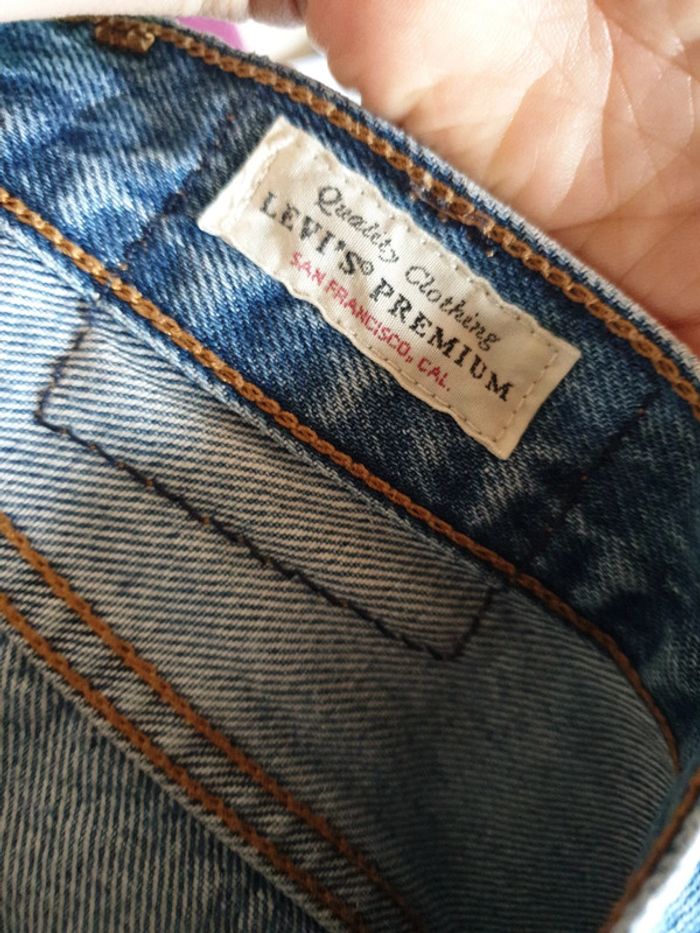 Quality Clothing
LEVI'S® PREMIUM
SAN FRANCISCO, CAL.